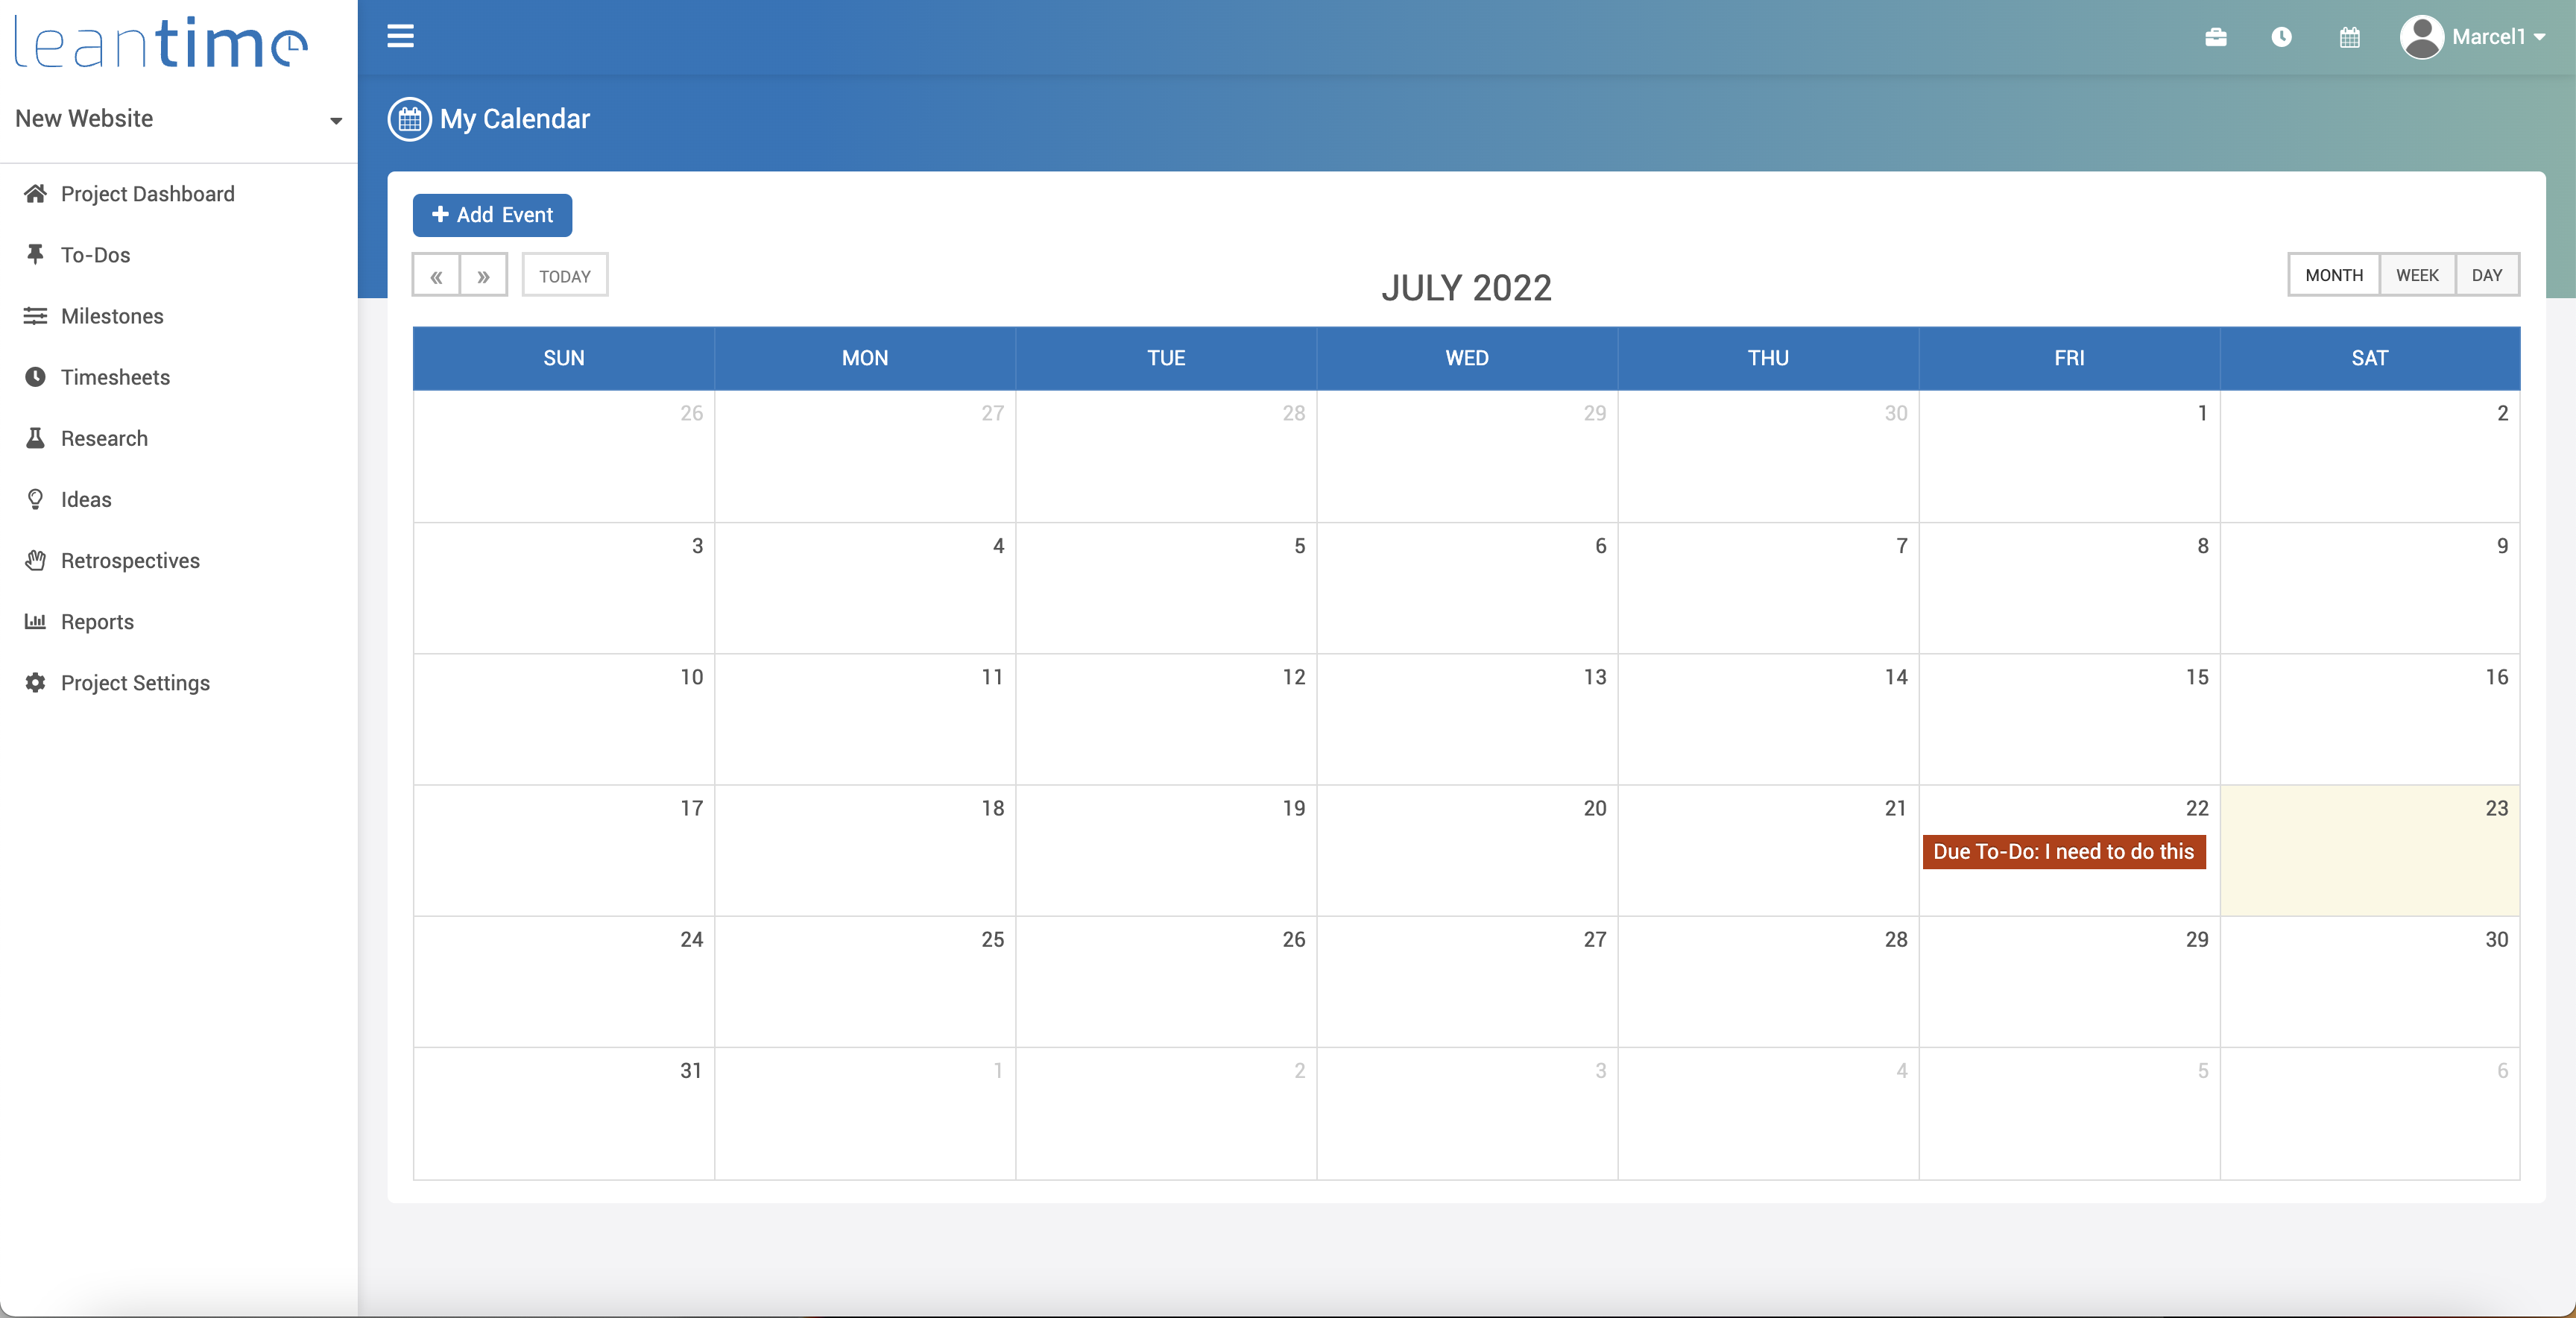 leantime
Marcel1
New Website
My Calendar
Project Dashboard
To-Dos
Milestones
Timesheets
Research
Ideas
Retrospectives
Reports
Project Settings
+ Add Event
« » TODAY
JULY 2022
MONTH WEEK DAY
SUN MON TUE WED THU FRI SAT
26 27 28 29 30 1 2
3 4 5 6 7 8 9
10 11 12 13 14 15 16
17 18 19 20 21 22 23
Due To-Do: I need to do this
24 25 26 27 28 29 30
31 1 2 3 4 5 6